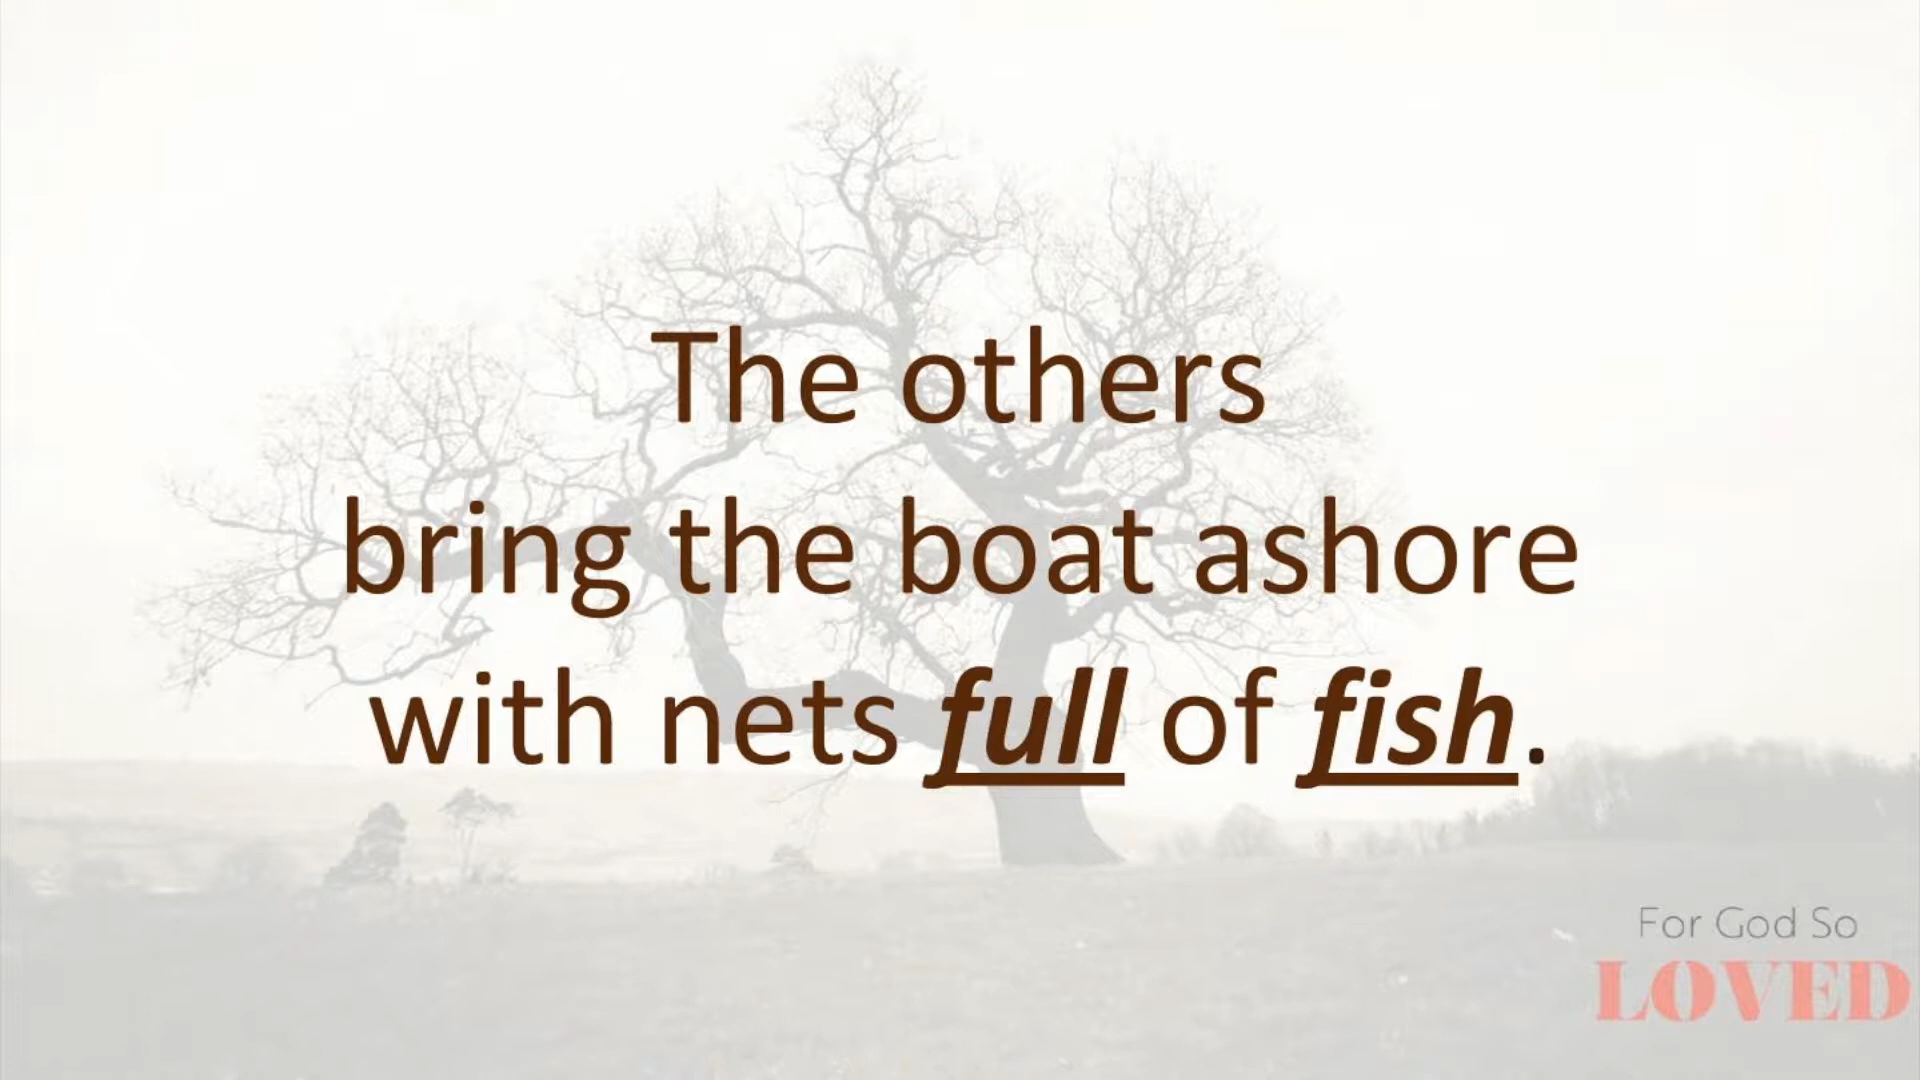 The others
bring the boat ashore
with nets full of fish.
For God So
LOVED